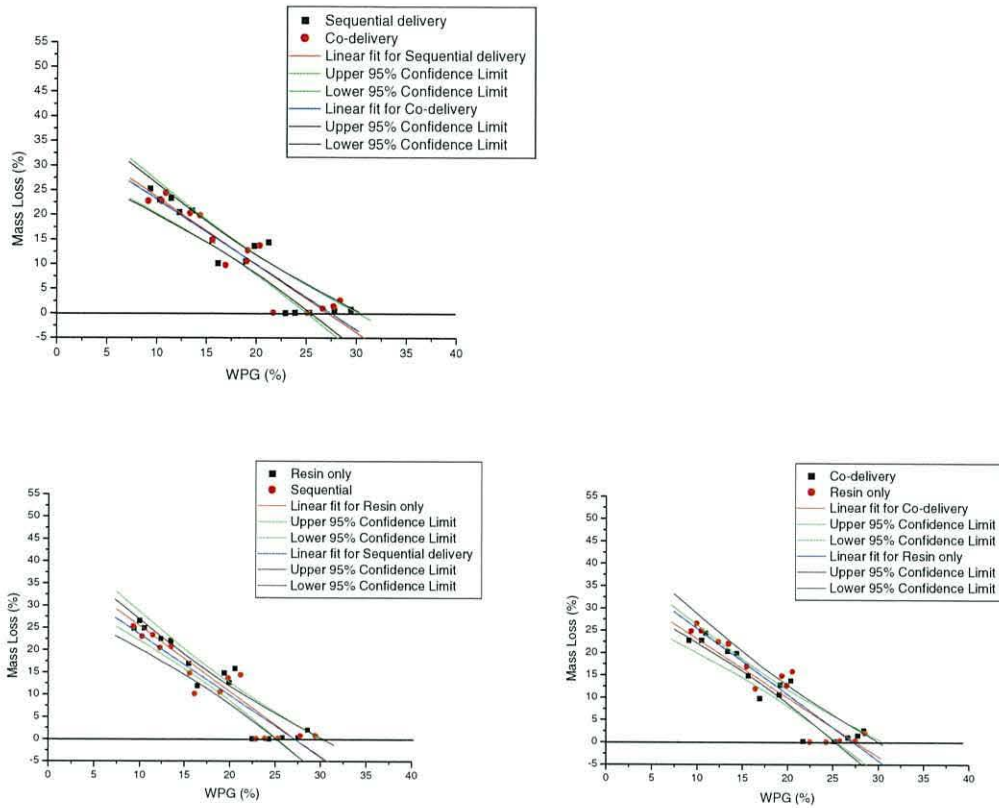 Sequential delivery
Co-delivery
Linear fit for Sequential delivery
Upper 95% Confidence Limit
Lower 95% Confidence Limit
Linear fit for Co-delivery
Upper 95% Confidence Limit
Lower 95% Confidence Limit
55
50
45
40
35
30
25
20
15
10
5
0
-5
Mass Loss (%)
0 5 10 15 20 25 30 35 40
WPG (%)
Resin only
Sequential
Linear fit for Resin only
Upper 95% Confidence Limit
Lower 95% Confidence Limit
Linear fit for Sequential delivery
Upper 95% Confidence Limit
Lower 95% Confidence Limit
55
50
45
40
35
30
25
20
15
10
5
0
-5
Mass Loss (%)
0 5 10 15 20 25 30 35 40
WPG (%)
Co-delivery
Resin only
Linear fit for Co-delivery
Upper 95% Confidence Limit
Lower 95% Confidence Limit
Linear fit for Resin only
Upper 95% Confidence Limit
Lower 95% Confidence Limit
55
50
45
40
35
30
25
20
15
10
5
0
-5
Mass Loss (%)
0 5 10 15 20 25 30 35 40
WPG (%)